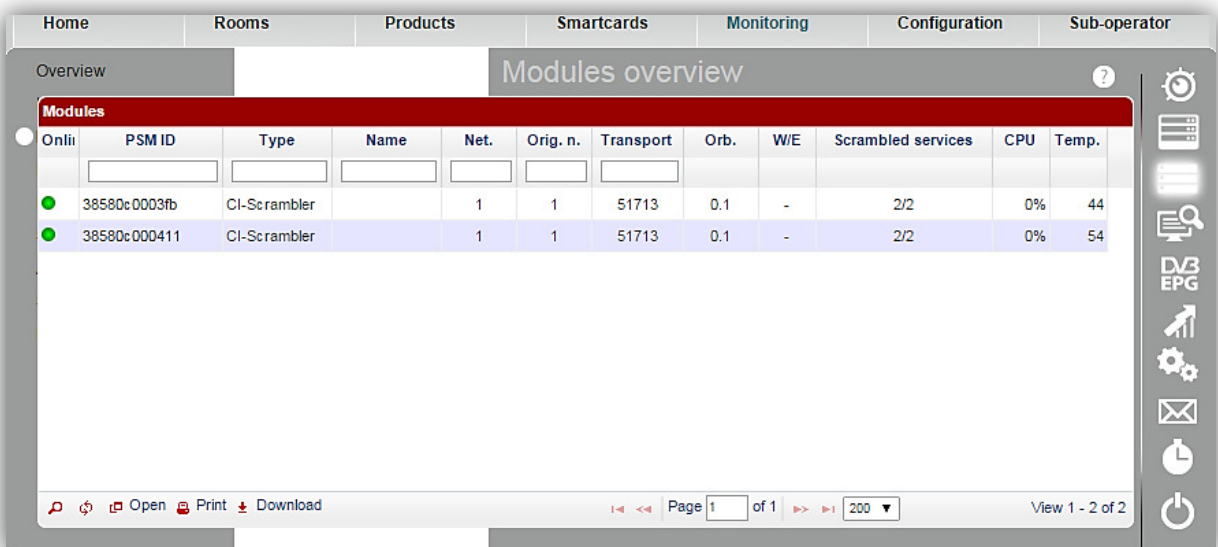 Home Rooms Products Smartcards Monitoring Configuration Sub-operator
Overview
Modules overview ?
Modules
Onlin PSM ID Type Name Net. Orig. n. Transport Orb. W/E Scrambled services CPU Temp.
38580c0003fb CI-Scrambler 1 1 51713 0.1 - 2/2 0% 44
38580c000411 CI-Scrambler 1 1 51713 0.1 - 2/2 0% 54
DVB
EPG
Open Print Download Page 1 of 1 200 View 1 - 2 of 2